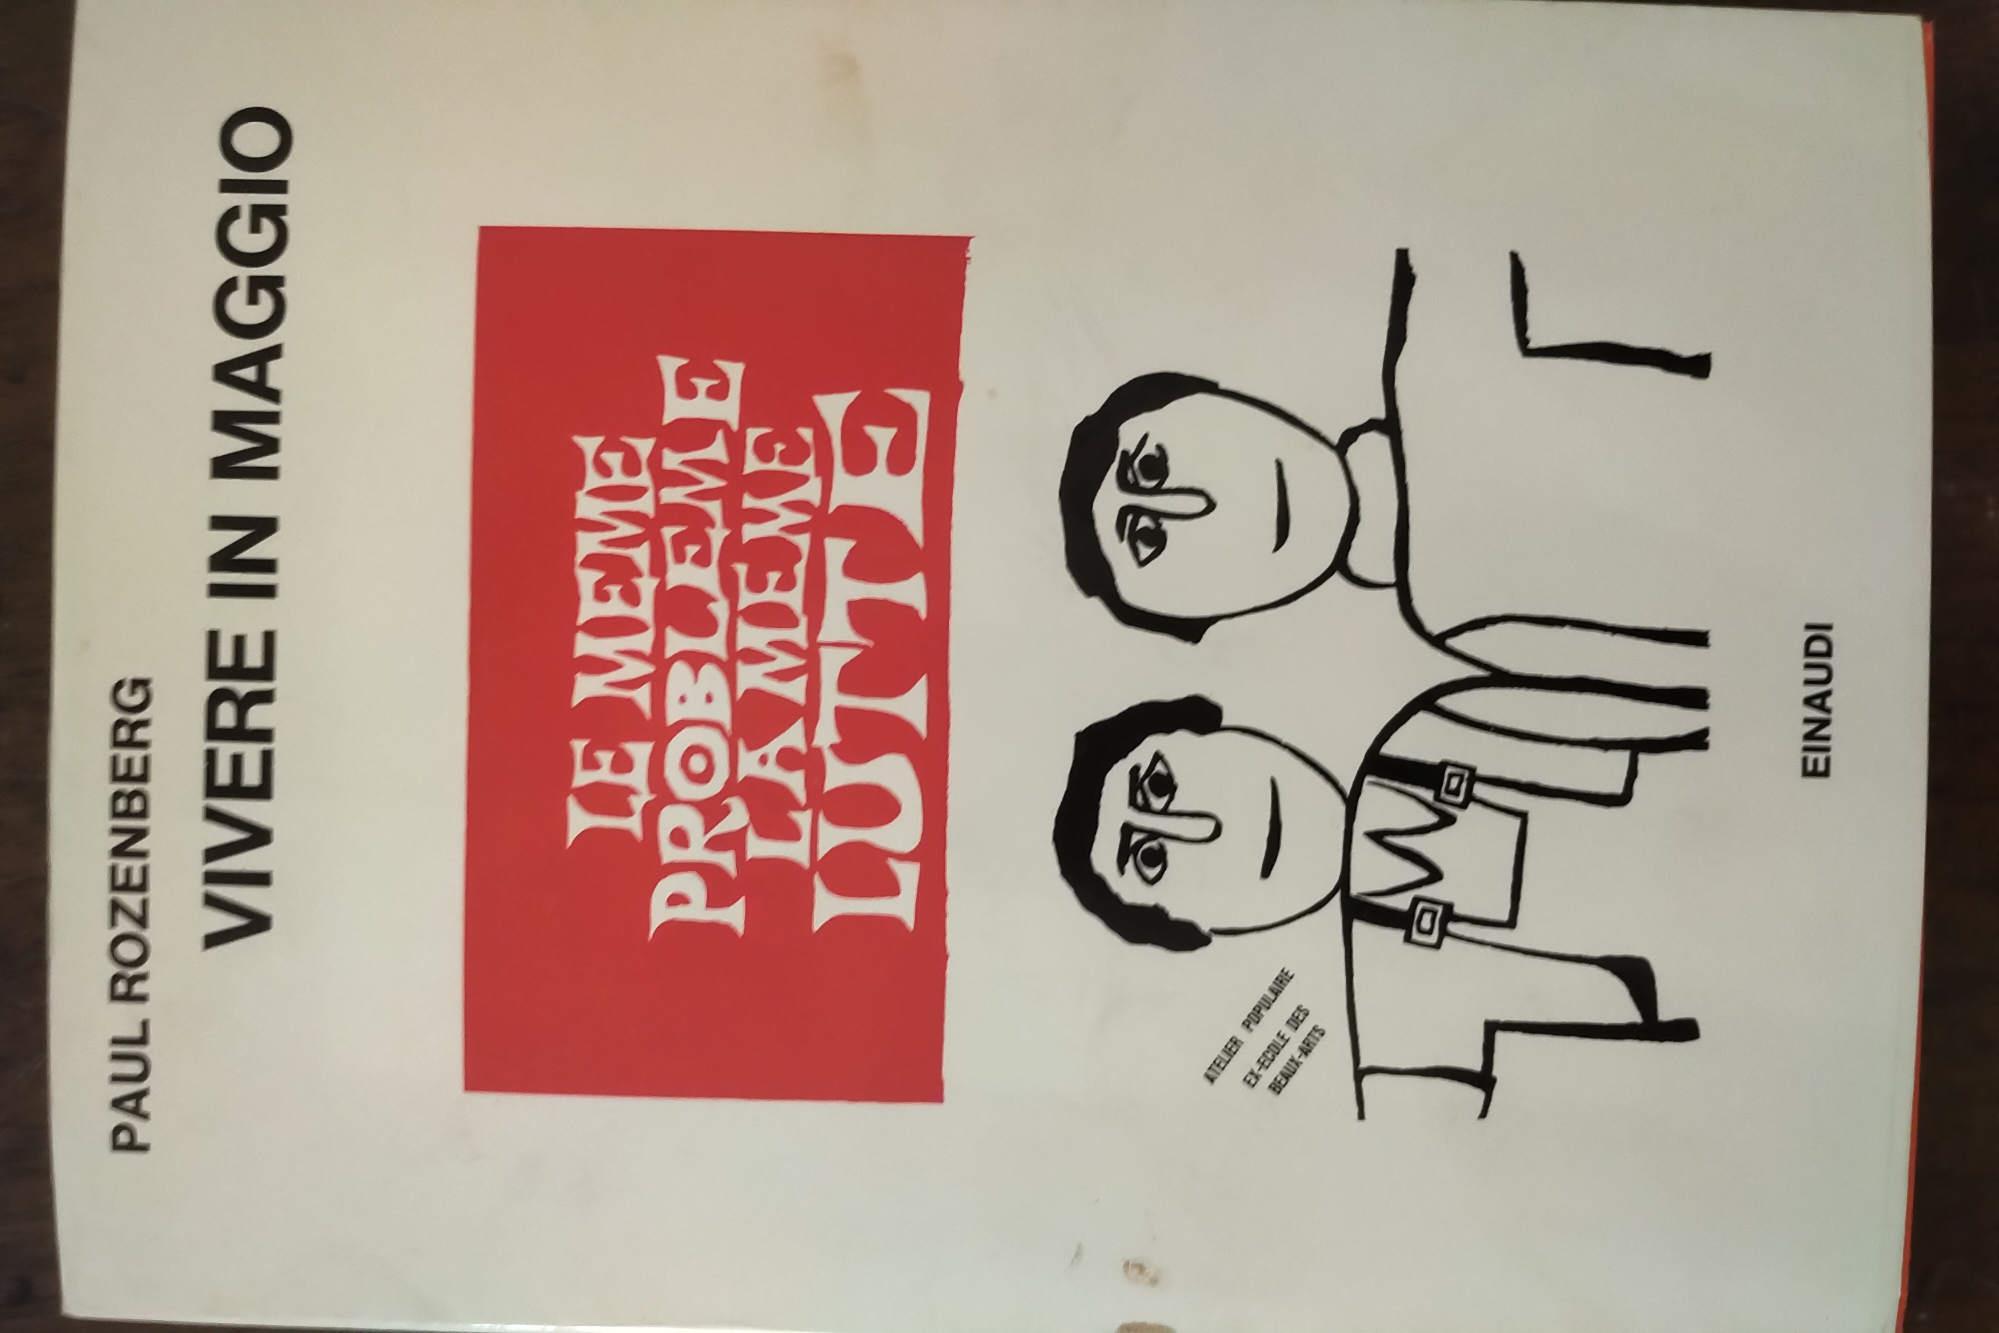 PAUL ROZENBERG
VIVERE IN MAGGIO
LE MEME
PROBLEME
LA MEME
LUTTE
ATELIER POPULAIRE
EX-ECOLE DES
BEAUX-ARTS
EINAUDI